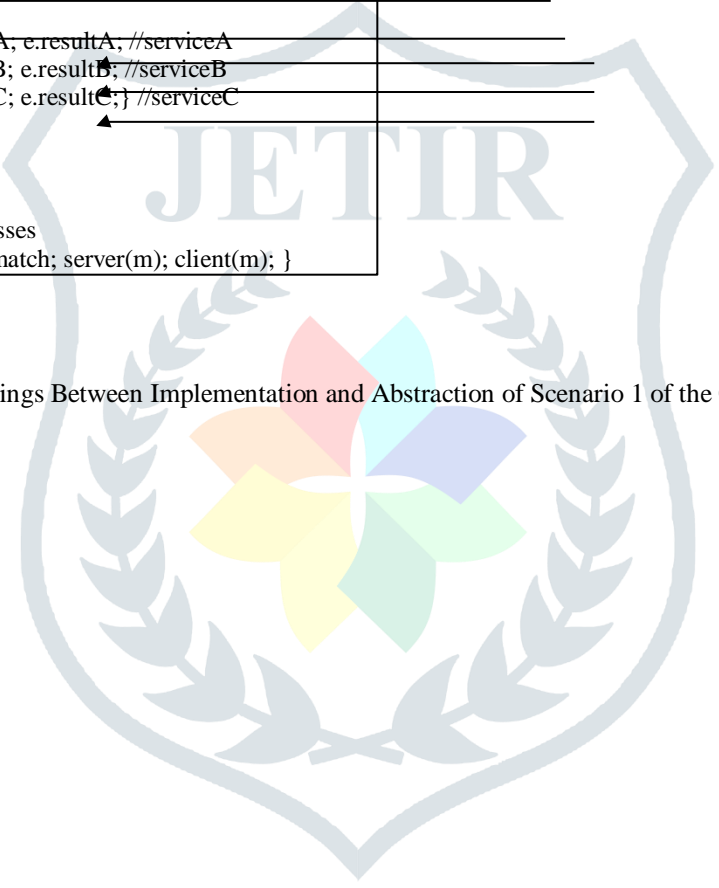 A; e.resultA; //serviceA
B; e.resultB; //serviceB
C; e.resultC;} //serviceC
JETIR
sses
match; server(m); client(m); }
ings Between Implementation and Abstraction of Scenario 1 of the